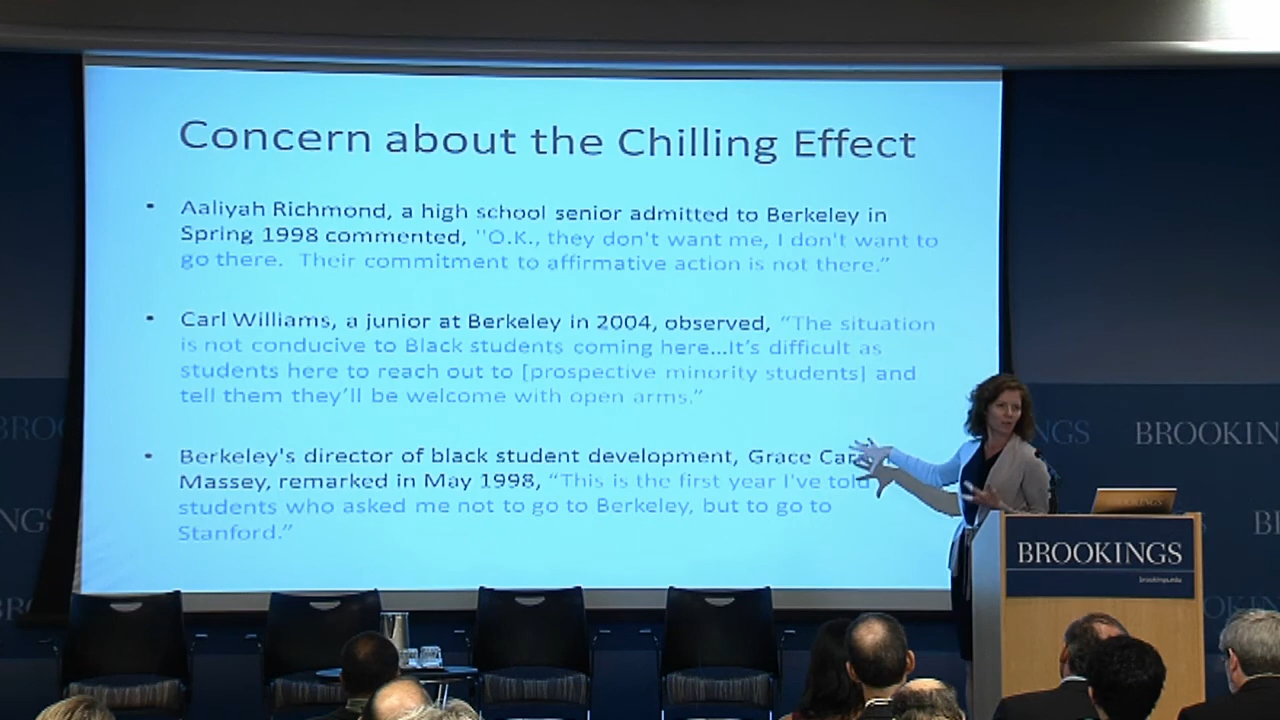 Concern about the Chilling Effect
• Aaliyah Richmond, a high school senior admitted to Berkeley in
Spring 1998 commented, "O.K., they don't want me, I don't want to
go there. Their commitment to affirmative action is not there."
• Carl Williams, a junior at Berkeley in 2004, observed, "The situation
is not conducive to Black students coming here...It's difficult as
students here to reach out to [prospective minority students] and
tell them they'll be welcome with open arms."
• Berkeley's director of black student development, Grace
Massey, remarked in May 1998, "This is the first year I've told
students who asked me not to go to Berkeley, but to go to
Stanford."
BROOKINGS
brookings.edu
BROOKIN